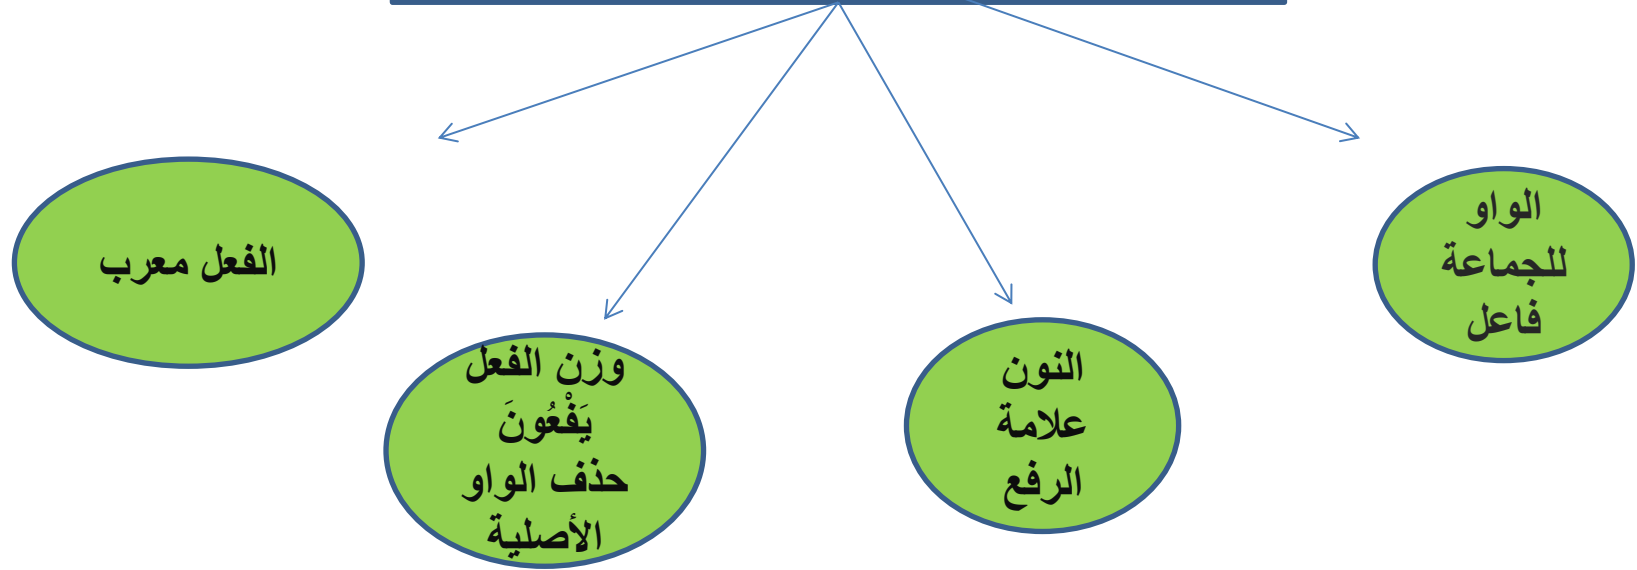 الواو
للجماعة
فاعل
النون
علامة
الرفع
وزن الفعل
يَفْعُونَ
حذف الواو
الأصلية
الفعل معرب